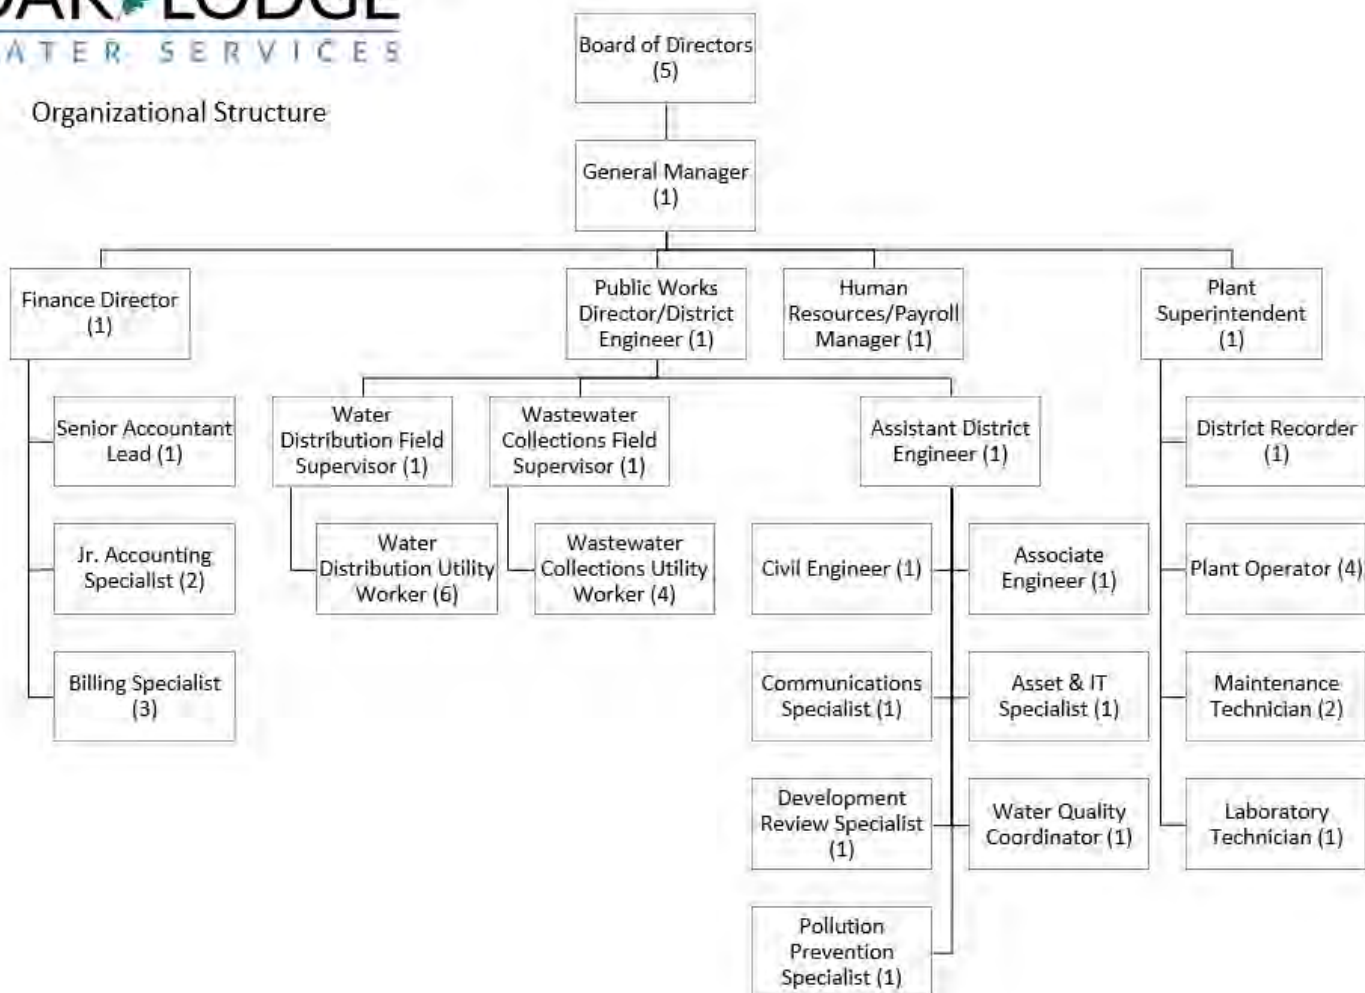 OAK LODGE
WATER SERVICES
Organizational Structure
Board of Directors
(5)
General Manager
(1)
Finance Director
(1)
Public Works
Director/District
Engineer (1)
Human
Resources/Payroll
Manager (1)
Plant
Superintendent
(1)
Senior Accountant
Lead (1)
Water
Distribution Field
Supervisor (1)
Wastewater
Collections Field
Supervisor (1)
Assistant District
Engineer (1)
District Recorder
(1)
Jr. Accounting
Specialist (2)
Water
Distribution Utility
Worker (6)
Wastewater
Collections Utility
Worker (4)
Civil Engineer (1)
Associate
Engineer (1)
Plant Operator (4)
Billing Specialist
(3)
Communications
Specialist (1)
Asset & IT
Specialist (1)
Maintenance
Technician (2)
Development
Review Specialist
(1)
Water Quality
Coordinator (1)
Laboratory
Technician (1)
Pollution
Prevention
Specialist (1)